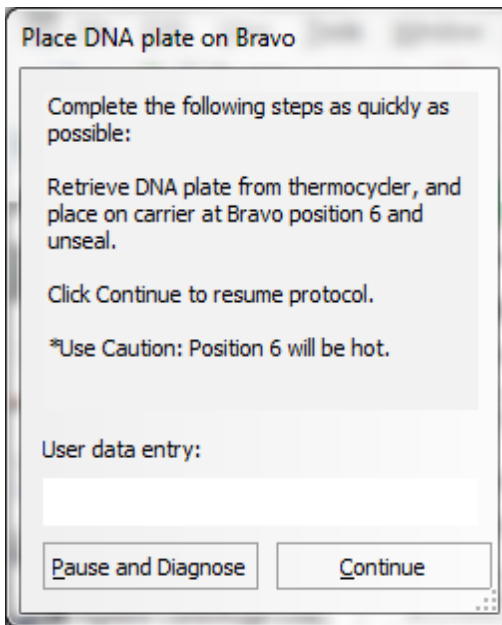 Place DNA plate on Bravo
Complete the following steps as quickly as
possible:
Retrieve DNA plate from thermocycler, and
place on carrier at Bravo position 6 and
unseal.
Click Continue to resume protocol.
*Use Caution: Position 6 will be hot.
User data entry:
Pause and Diagnose
Continue